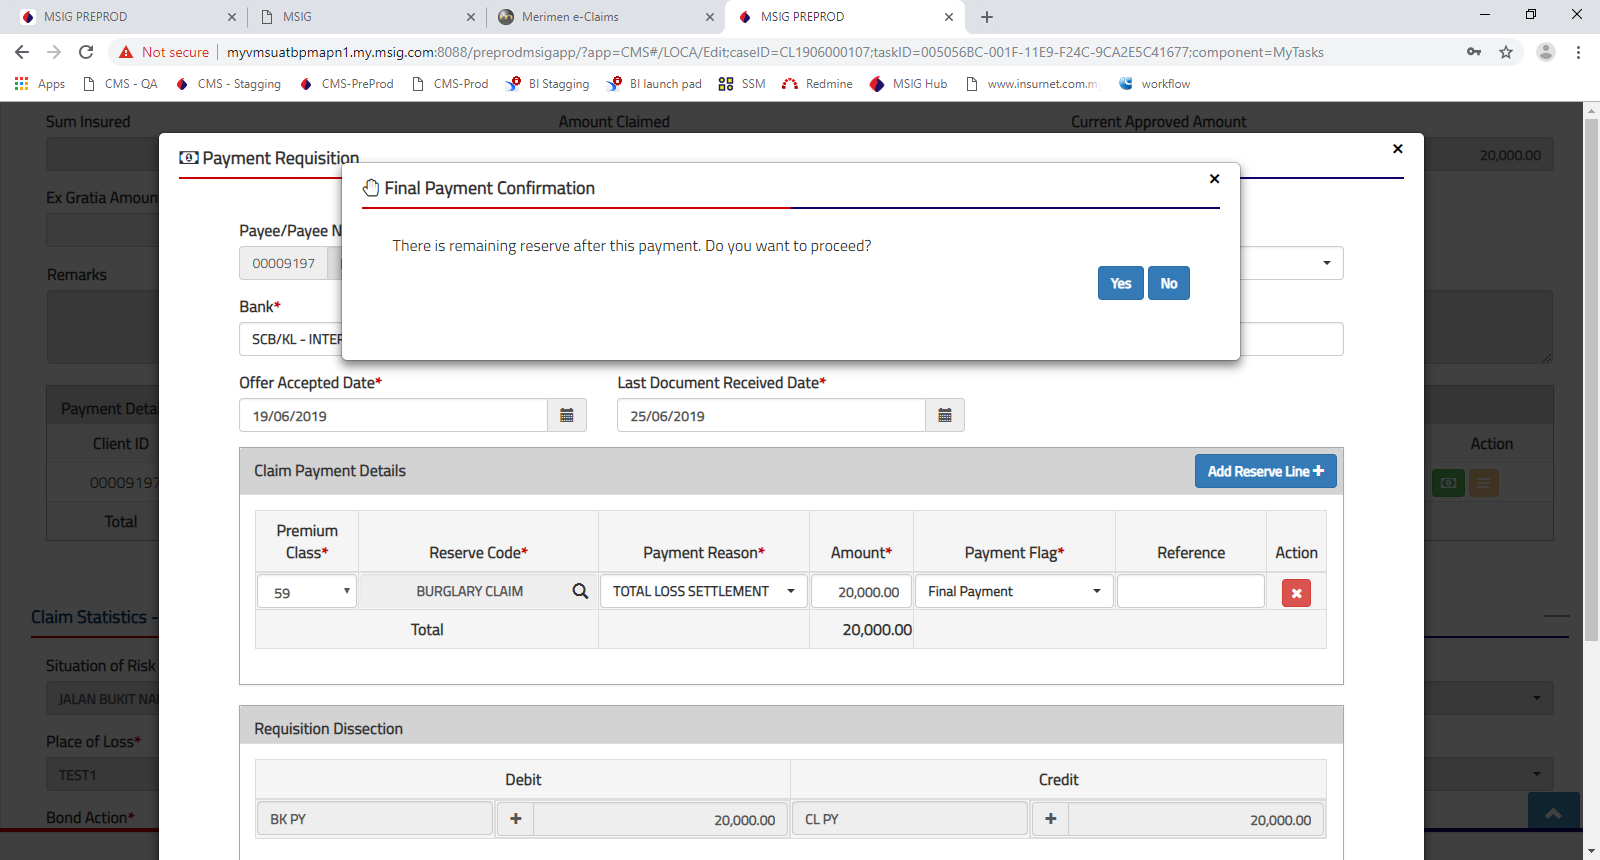 MSIG PREPROD
MSIG
Merimen e-Claims
MSIG PREPROD
Not secure
myvmsuatbpmapn1.my.msig.com:8088/preprodmsigapp/?app=CMS#/LOCA/Edit;caseID=CL1906000107;taskID=005056BC-001F-11E9-F24C-9CA2E5C41677;component=MyTasks
Apps
CMS - QA
CMS - Stagging
CMS-PreProd
CMS-Prod
BI Stagging
BI launch pad
SSM
Redmine
MSIG Hub
www.insurnet.com.m
workflow
Sum Insured
Amount Claimed
Current Approved Amount
20,000.00
Payment Requisition
Final Payment Confirmation
Ex Gratia Amoun
Payee/Payee N
There is remaining reserve after this payment. Do you want to proceed?
00009197
Yes
No
Remarks
Bank*
SCB/KL - INTER
Offer Accepted Date*
Last Document Received Date*
19/06/2019
25/06/2019
Payment Deta
Client ID
Action
00009197
Total
Claim Payment Details
Add Reserve Line +
Premium Class*
Reserve Code*
Payment Reason*
Amount*
Payment Flag*
Reference
Action
59
BURGLARY CLAIM
TOTAL LOSS SETTLEMENT
20,000.00
Final Payment
Total
20,000.00
Claim Statistics -
Situation of Risk
JALAN BUKIT NA
Place of Loss*
TEST1
Bond Action*
Requisition Dissection
Debit
Credit
BK PY
+
20,000.00
CL PY
+
20,000.00